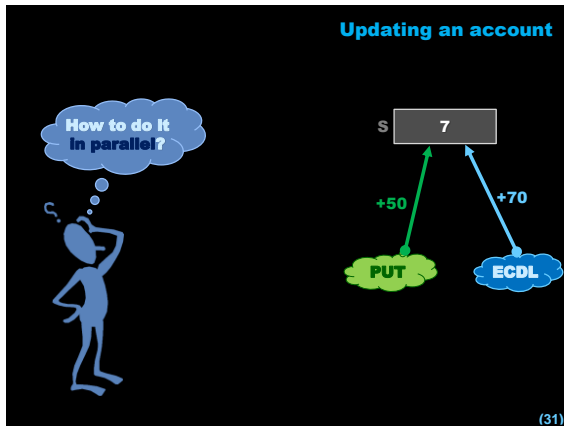 Updating an account
How to do it
in parallel?
S 7
+50
+70
PUT
ECDL
(31)